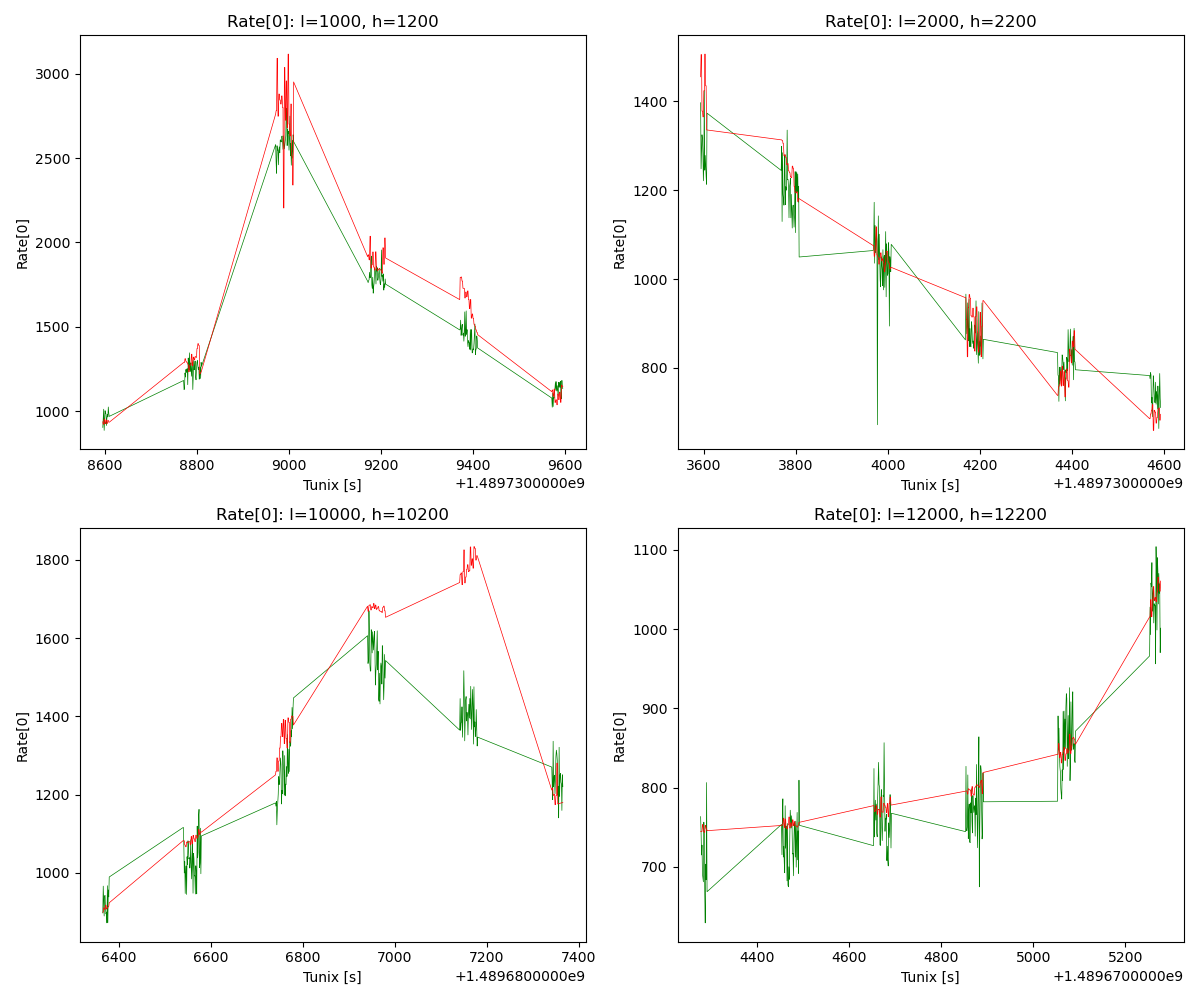 Rate[0]: l=1000, h=1200
Rate[0]
3000
2500
2000
1500
1000
8600 8800 9000 9200 9400 9600
Tunix [s]
+1.4897300000e9
Rate[0]: l=2000, h=2200
Rate[0]
1400
1200
1000
800
3600 3800 4000 4200 4400 4600
Tunix [s]
+1.4897300000e9
Rate[0]: l=10000, h=10200
Rate[0]
1800
1600
1400
1200
1000
6400 6600 6800 7000 7200 7400
Tunix [s]
+1.4896800000e9
Rate[0]: l=12000, h=12200
Rate[0]
1100
1000
900
800
700
4400 4600 4800 5000 5200
Tunix [s]
+1.4896700000e9